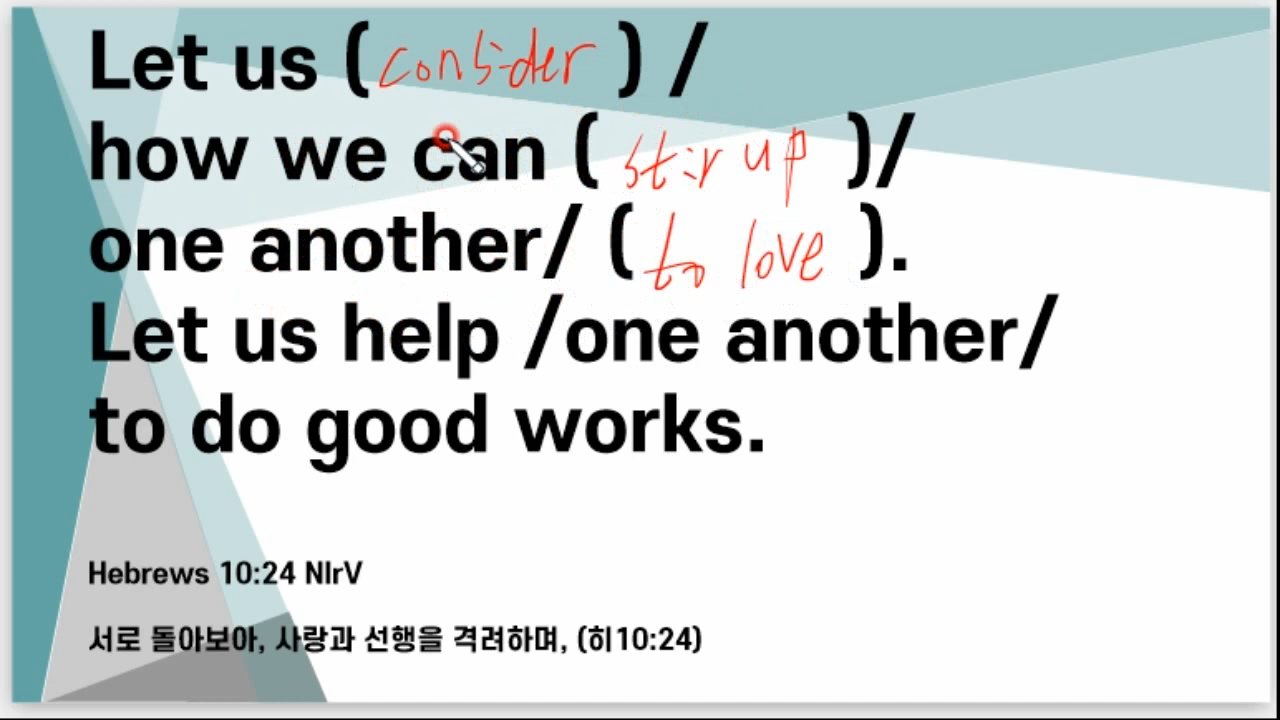 Let us (consider) /
how we can (stir up)/
one another/ (to love).
Let us help /one another/
to do good works.
Hebrews 10:24 NIrV
서로 돌아보아, 사랑과 선행을 격려하며, (히10:24)